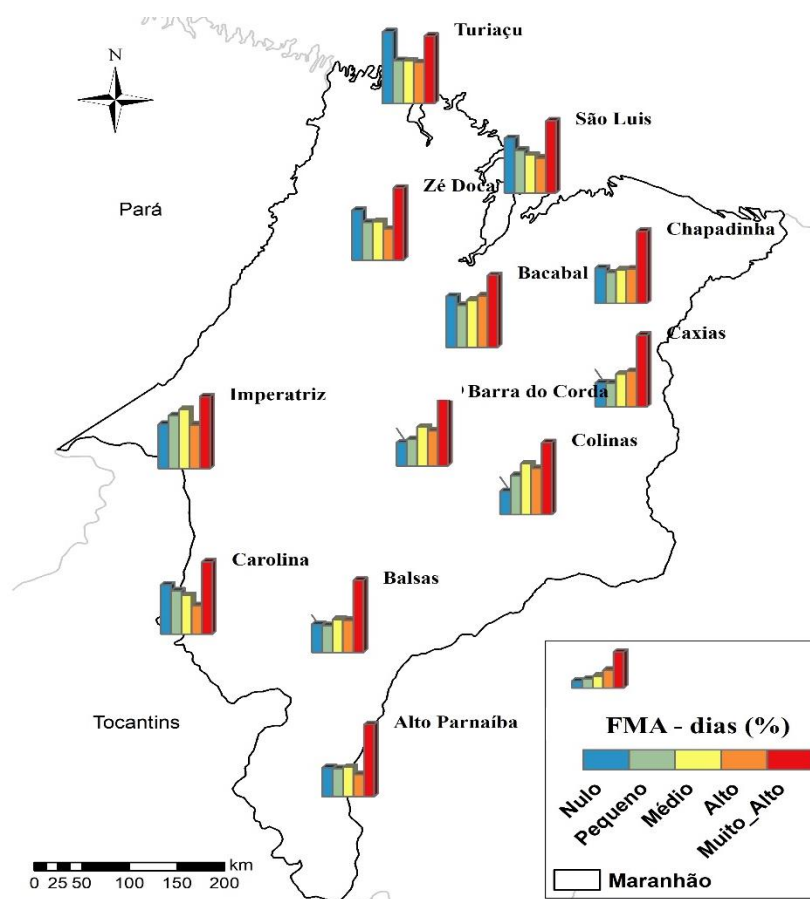 Turiaçu
N
São Luis
Zé Doca
Pará
Chapadinha
Bacabal
Caxias
Imperatriz
Barra do Corda
Colinas
Carolina
Balsas
Tocantins
Alto Parnaíba
FMA - dias (%)
Nulo
Pequeno
Médio
Alto
Muito_Alto
km
0 25 50 100 150 200
Maranhão